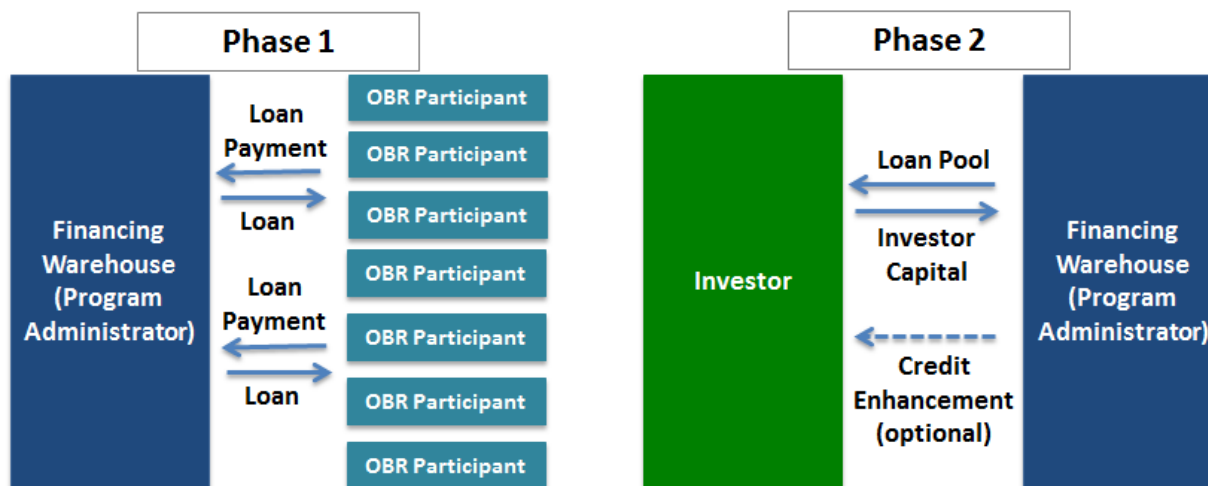 Phase 1
Financing
Warehouse
(Program
Administrator)
Loan
Payment
Loan
Loan
Payment
Loan
OBR Participant
OBR Participant
OBR Participant
OBR Participant
OBR Participant
OBR Participant
OBR Participant
Phase 2
Investor
Loan Pool
Investor
Capital
Credit
Enhancement
(optional)
Financing
Warehouse
(Program
Administrator)